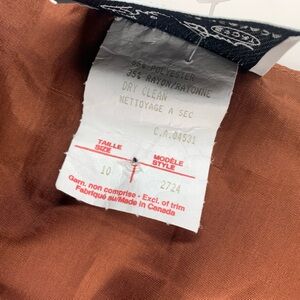 65% POLYESTER
35% RAYON/RAYONNE
DRY CLEAN
NETTOYAGE A SEC
C.A.04531
TAILLE
SIZE
MODÈLE
STYLE
10
2724
Garn. non comprise - Excl. of trim
Fabriqué au/Made in Canada